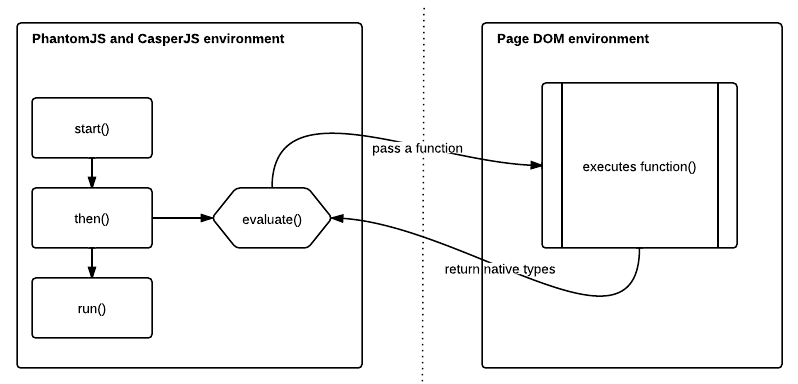 PhantomJS and CasperJS environment
Page DOM environment
start()
pass a function
executes function()
then()
evaluate()
return native types
run()